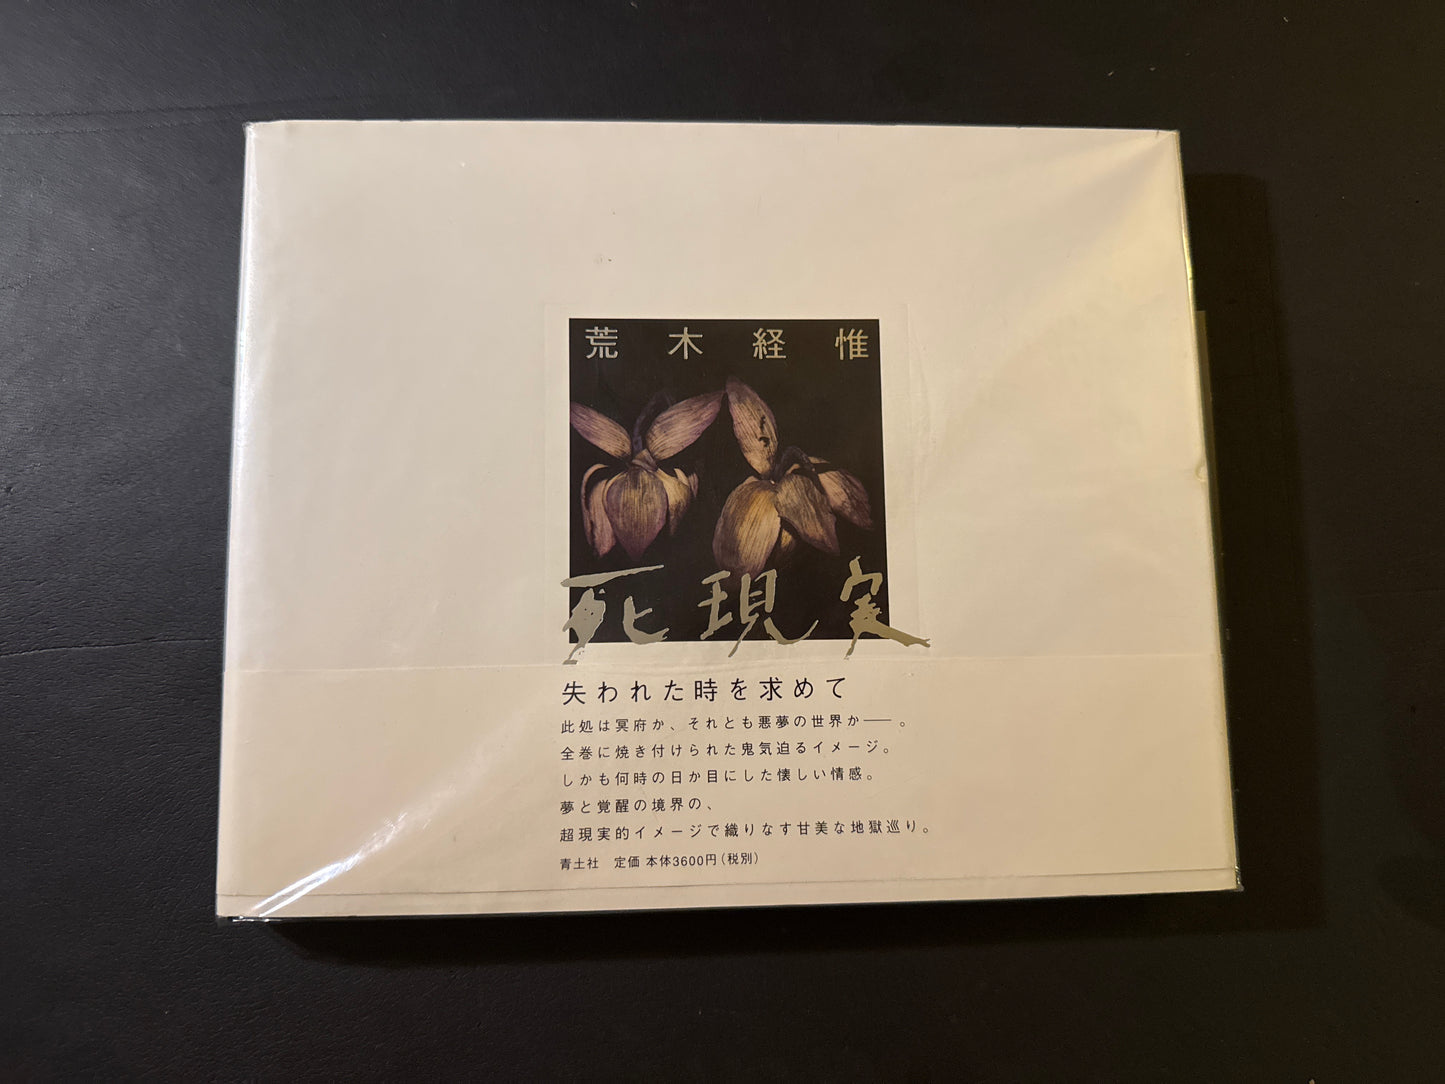 荒木経惟
死現実
失われた時を求めて
此処は冥府か、それとも悪夢の世界か――。
全巻に焼き付けられた鬼気迫るイメージ。
しかも何時の日か目にした懐しい情感。
夢と覚醒の境界の、
超現実的イメージで織りなす甘美な地獄巡り。
青土社 定価 本体3600円（税別）